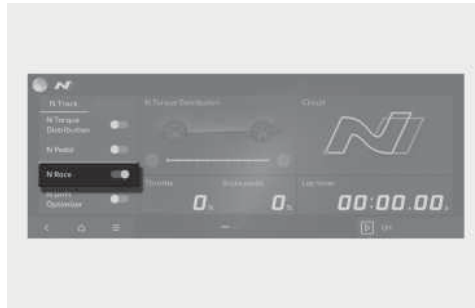 N Track
N Torque Distribution
Circuit
N Torque
Distribution
N Pedal
N Race
Throttle
Brake pedal
Lap timer
N Drift
Optimizer
0%
0%
00:00.00